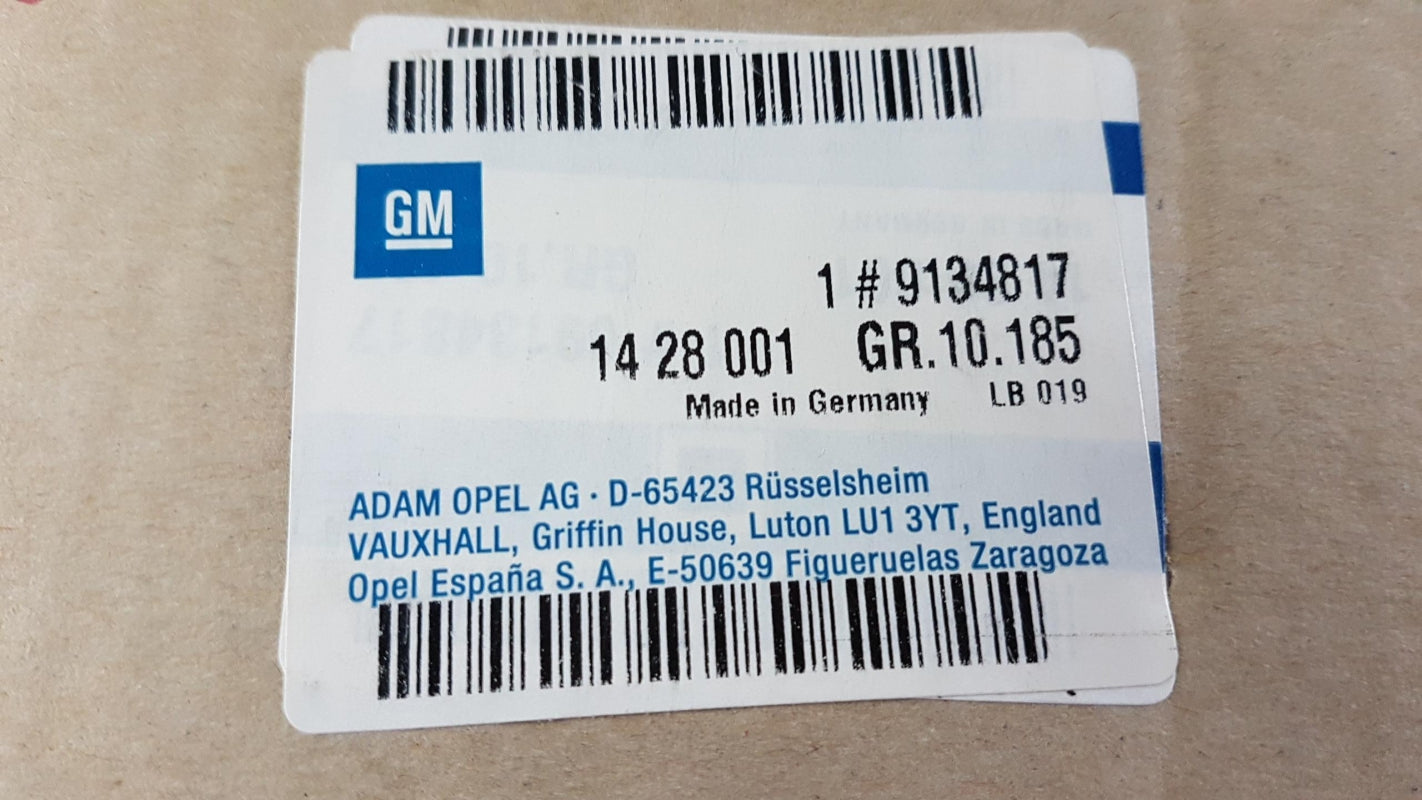 GM
1 # 9134817
14 28 001 GR.10.185
Made in Germany LB 019
ADAM OPEL AG · D-65423 Rüsselsheim
VAUXHALL, Griffin House, Luton LU1 3YT, England
Opel España S. A., E-50639 Figueruelas Zaragoza